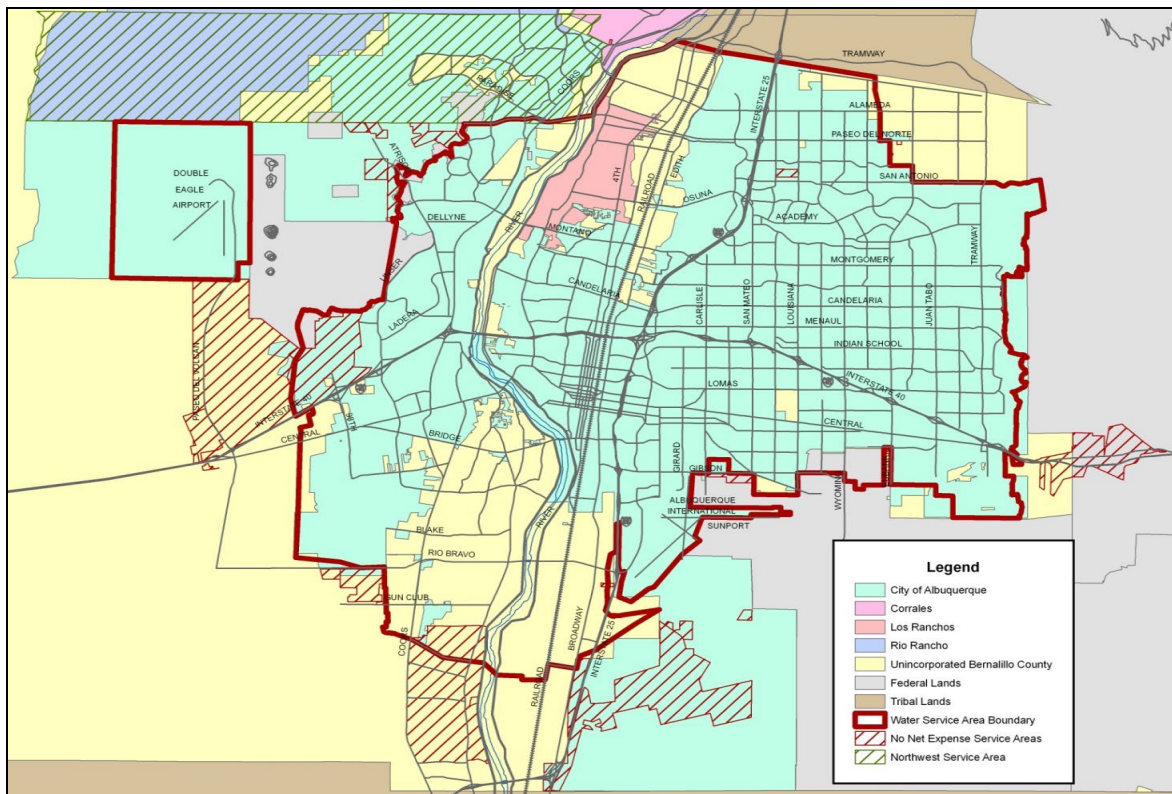 TRAMWAY
COORS
PARADISE
INTERSTATE 25
ALAMEDA
PASEO DEL NORTE
ATRISCO
4TH
RAILROAD
EDITH
SAN ANTONIO
DOUBLE
EAGLE
AIRPORT
OSUNA
DELLYNE
RIVER
ACADEMY
MONTANO
TRAMWAY
MONTGOMERY
UNSER
CANDELARIA
CARLISLE
SAN MATEO
LOUISIANA
CANDELARIA
JUAN TABO
LADERA
MENAUL
INDIAN SCHOOL
PASEO DEL VOLCAN
INTERSTATE 40
LOMAS
INTERSTATE 40
98TH
CENTRAL
BRIDGE
CENTRAL
GIRARD
GIBSON
WYOMING
ALBUQUERQUE
INTERNATIONAL
SUNPORT
BLAKE
RIVER
RIO BRAVO
GUN CLUB
COORS
BROADWAY
INTERSTATE 25
RAILROAD
Legend
City of Albuquerque
Corrales
Los Ranchos
Rio Rancho
Unincorporated Bernalillo County
Federal Lands
Tribal Lands
Water Service Area Boundary
No Net Expense Service Areas
Northwest Service Area